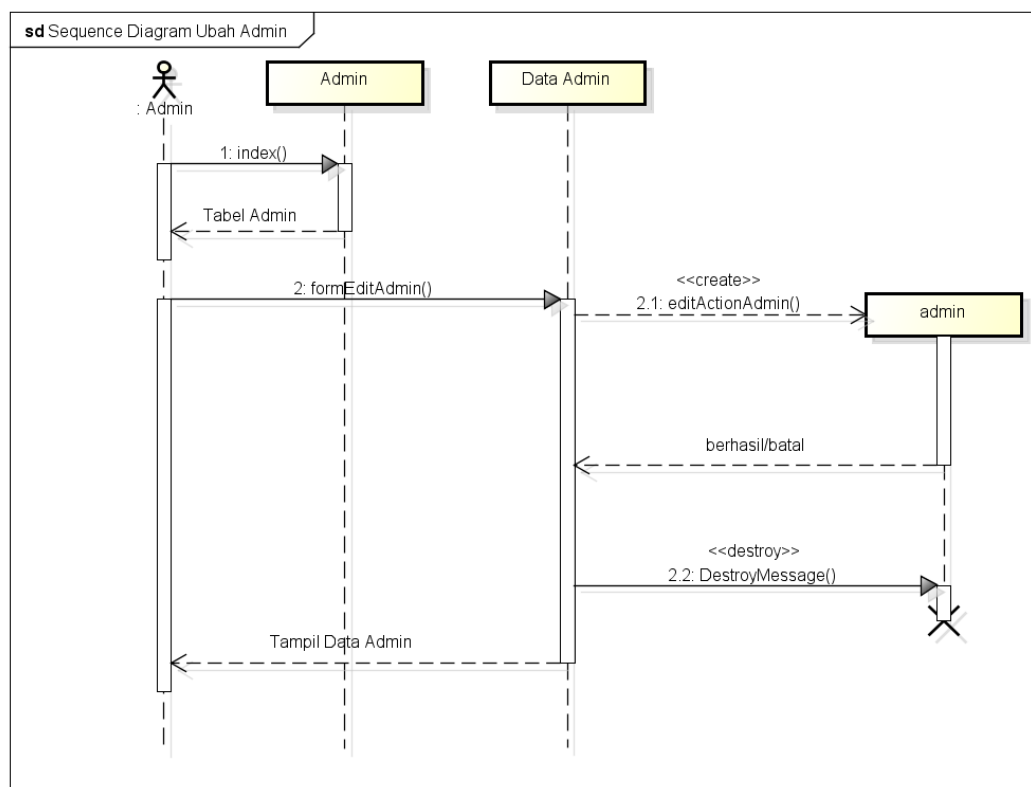 sd Sequence Diagram Ubah Admin
: Admin
Admin
Data Admin
1: index()
Tabel Admin
2: formEditAdmin()
<<create>>
2.1: editActionAdmin()
admin
berhasil/batal
<<destroy>>
2.2: DestroyMessage()
Tampil Data Admin